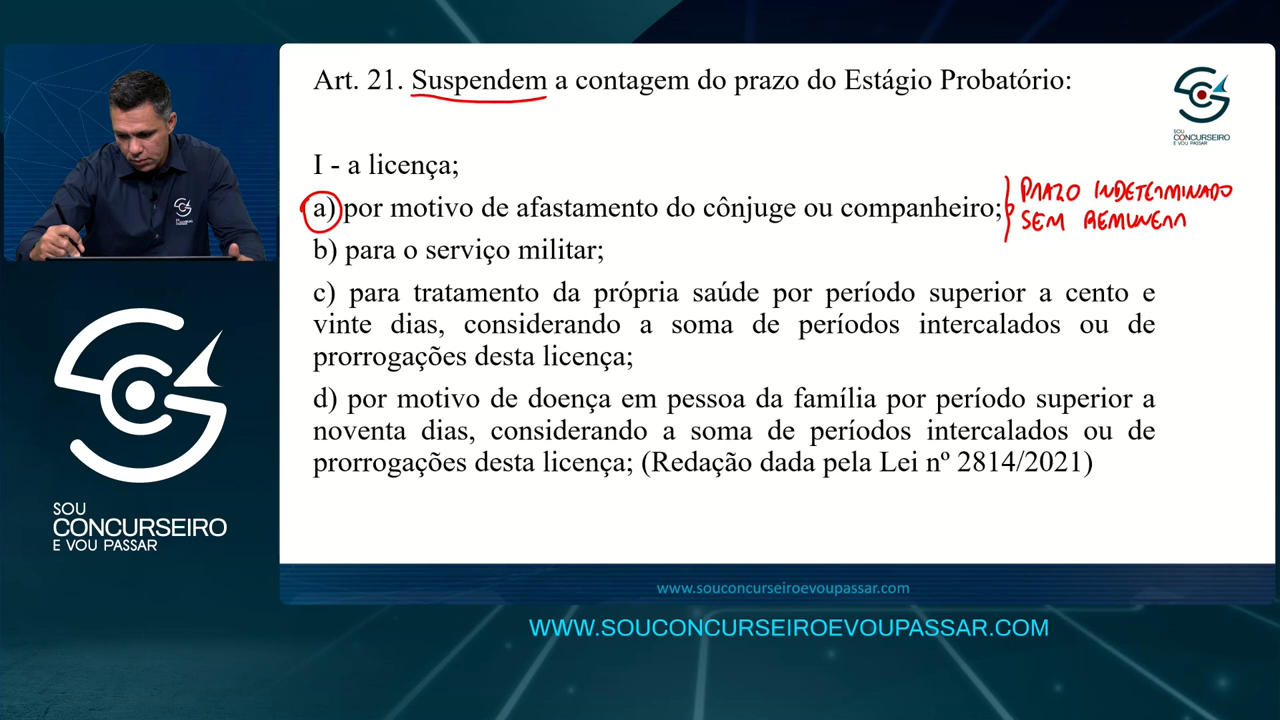 Art. 21. Suspendem a contagem do prazo do Estágio Probatório:
SOU
CONCURSEIRO
E VOU PASSAR
I - a licença;
a) por motivo de afastamento do cônjuge ou companheiro;
PRAZO INDETERMINADO
SEM REMUNERA
b) para o serviço militar;
c) para tratamento da própria saúde por período superior a cento e
vinte dias, considerando a soma de períodos intercalados ou de
prorrogações desta licença;
d) por motivo de doença em pessoa da família por período superior a
noventa dias, considerando a soma de períodos intercalados ou de
prorrogações desta licença; (Redação dada pela Lei nº 2814/2021)
SOU
CONCURSEIRO
E VOU PASSAR
www.souconcurseiroevoupassar.com
WWW.SOUCONCURSEIROEVOUPASSAR.COM